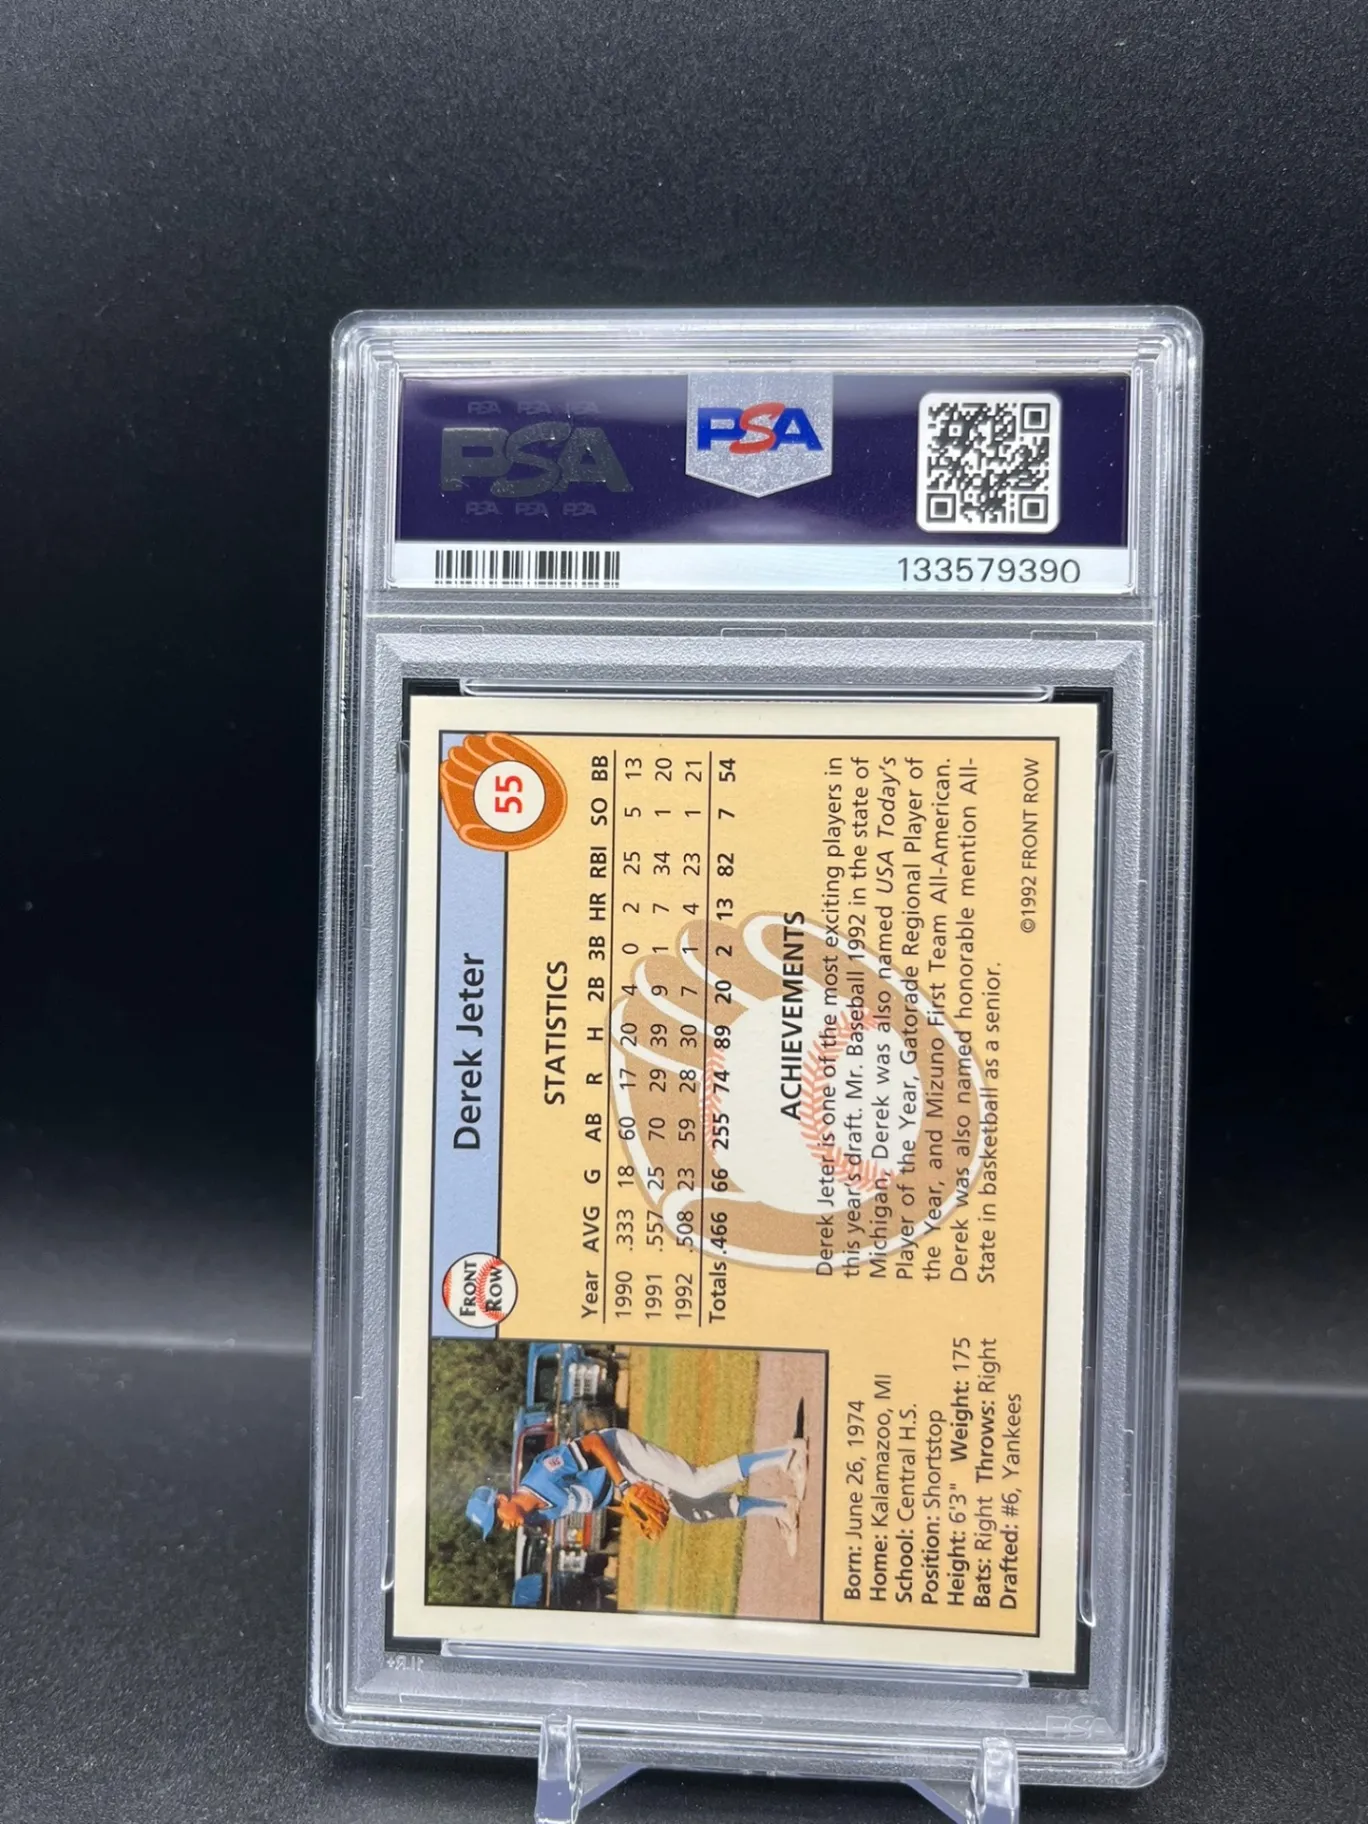 PSA PSA PSA
PSA
PSA PSA PSA
PSA
133579390
FRONT ROW
Derek Jeter
55
STATISTICS
Year AVG G AB R H 2B 3B HR RBI SO BB
1990 .333 18 60 17 20 4 0 2 25 5 13
1991 .557 25 70 29 39 9 1 7 34 1 20
1992 .508 23 59 28 30 7 1 4 23 1 21
Totals .466 66 255 74 89 20 2 13 82 7 54
ACHIEVEMENTS
Derek Jeter is one of the most exciting players in
this year's draft. Mr. Baseball 1992 in the state of
Michigan, Derek was also named USA Today's
Player of the Year, Gatorade Regional Player of
the Year, and Mizuno First Team All-American.
Derek was also named honorable mention All-
State in basketball as a senior.
©1992 FRONT ROW
Born: June 26, 1974
Home: Kalamazoo, MI
School: Central H.S.
Position: Shortstop
Height: 6'3" Weight: 175
Bats: Right Throws: Right
Drafted: #6, Yankees
PSA